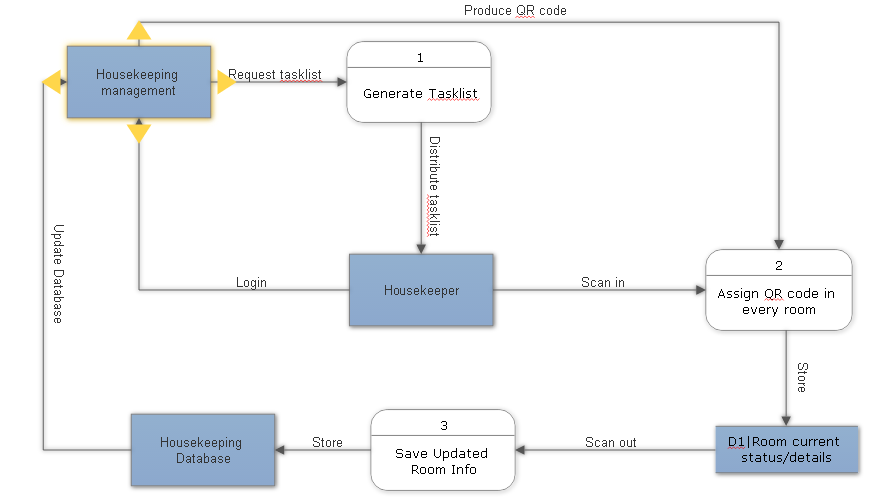 Produce QR code
Housekeeping
management
Request tasklist
1
Generate Tasklist
Distribute tasklist
Update Database
Login
Housekeeper
Scan in
2
Assign QR code in
every room
Store
Housekeeping
Database
Store
3
Save Updated
Room Info
Scan out
D1|Room current
status/details